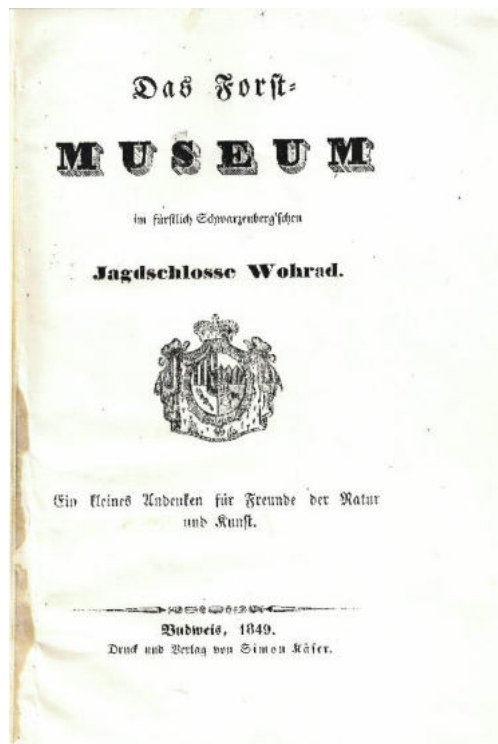 Das Forst=
MUSEUM
im fürstlich Schwarzenberg'schen
Jagdschlosse Wohrad.
Ein kleines Andenken für Freunde der Natur
und Kunst.
Budweis, 1849.
Druck und Verlag von Simon Käser.